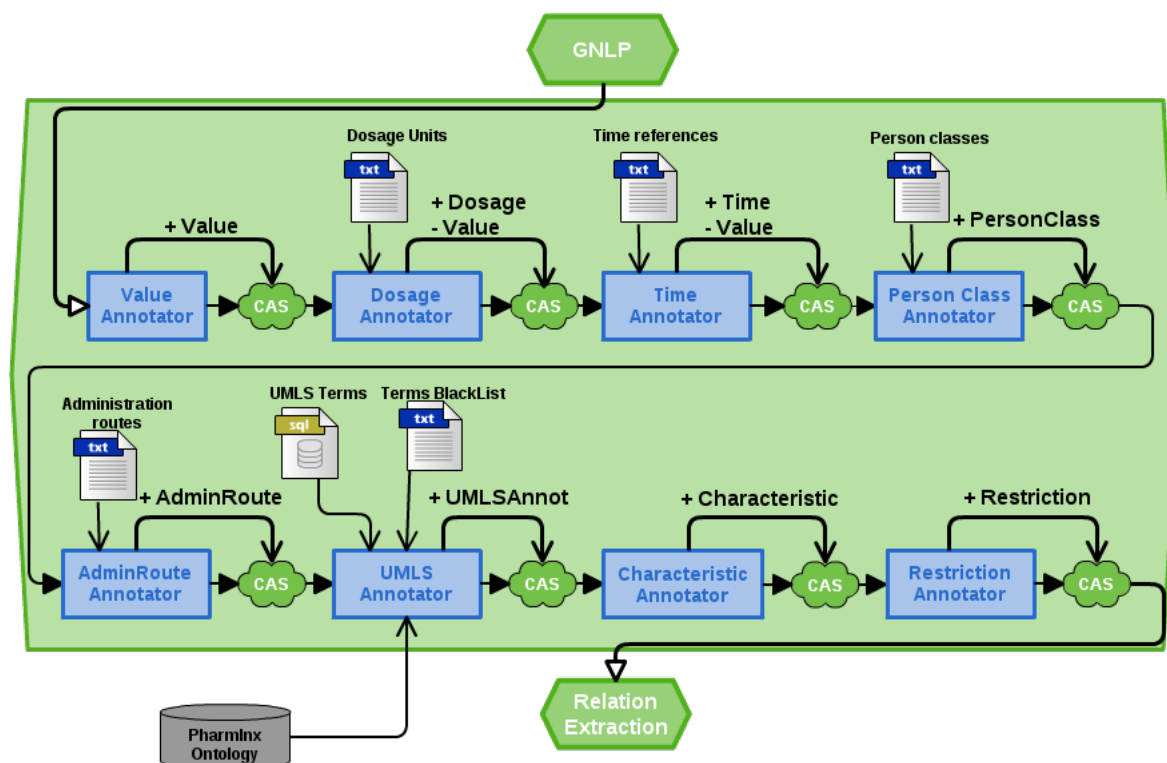 GNLP
Dosage Units
Time references
Person classes
txt
txt
txt
+ Value
+ Dosage
- Value
+ Time
- Value
+ PersonClass
Value
Annotator
CAS
Dosage
Annotator
CAS
Time
Annotator
CAS
Person Class
Annotator
CAS
Administration
routes
UMLS Terms
Terms BlackList
txt
sql
txt
+ AdminRoute
+ UMLSAnnot
+ Characteristic
+ Restriction
AdminRoute
Annotator
CAS
UMLS
Annotator
CAS
Characteristic
Annotator
CAS
Restriction
Annotator
CAS
Relation
Extraction
PharmInx
Ontology